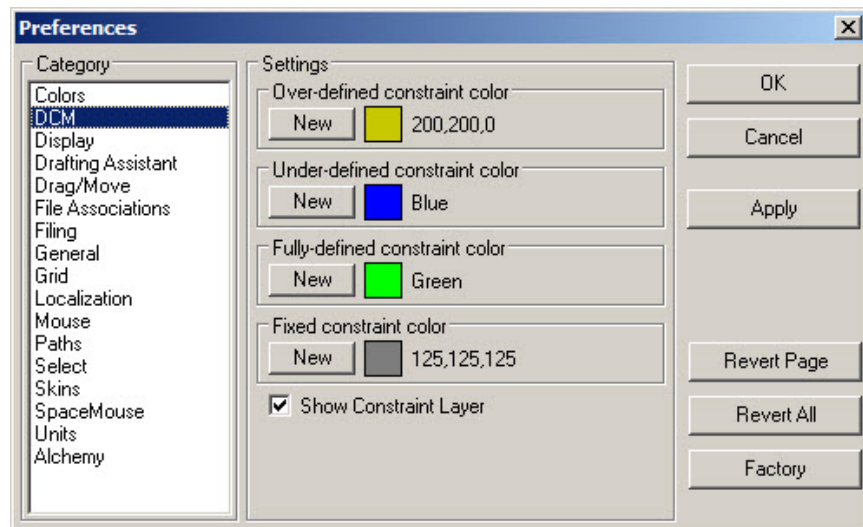 Preferences
Category
Colors
DCM
Display
Drafting Assistant
Drag/Move
File Associations
Filing
General
Grid
Localization
Mouse
Paths
Select
Skins
SpaceMouse
Units
Alchemy
Settings
Over-defined constraint color
New 200,200,0
Under-defined constraint color
New Blue
Fully-defined constraint color
New Green
Fixed constraint color
New 125,125,125
Show Constraint Layer
OK
Cancel
Apply
Revert Page
Revert All
Factory